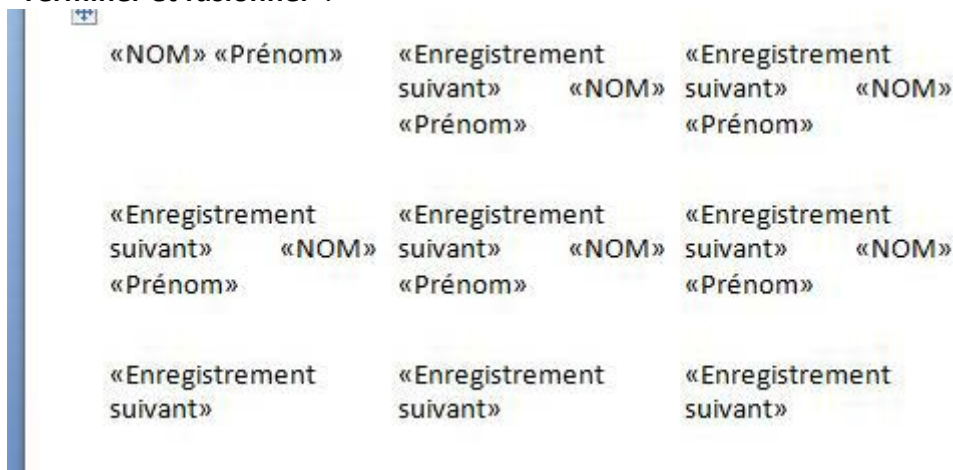 «NOM» «Prénom» «Enregistrement «Enregistrement
suivant» «NOM» suivant» «NOM»
«Prénom» «Prénom»
«Enregistrement «Enregistrement «Enregistrement
suivant» «NOM» suivant» «NOM» suivant» «NOM»
«Prénom» «Prénom» «Prénom»
«Enregistrement «Enregistrement «Enregistrement
suivant» suivant» suivant»